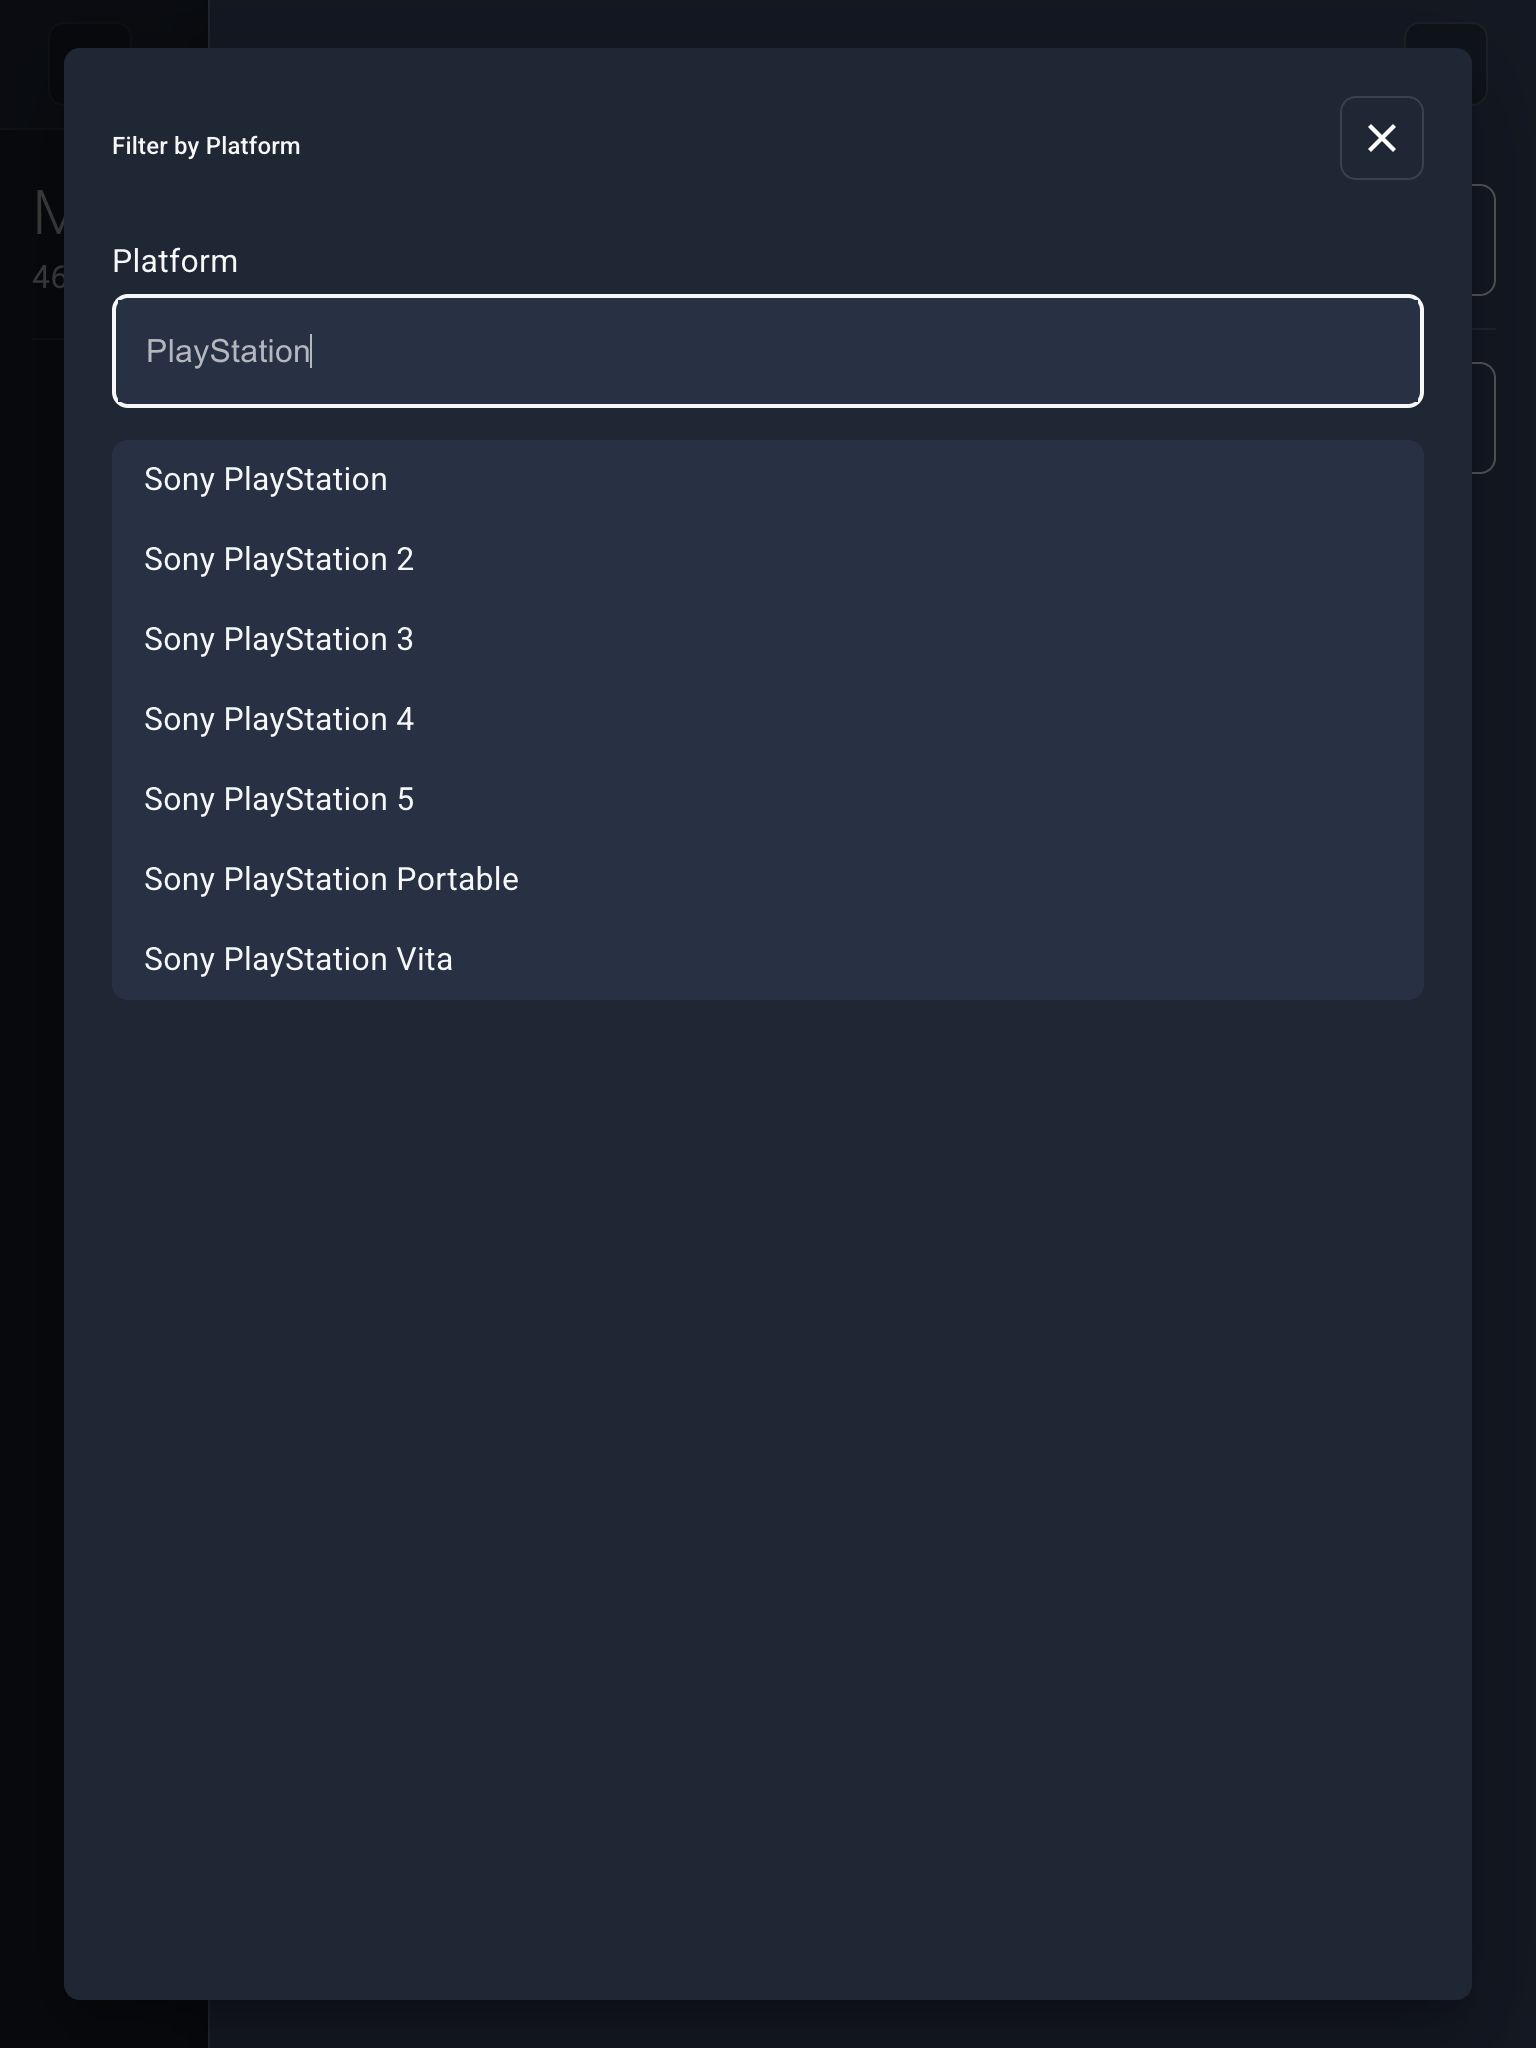 Filter by Platform
M
46
Platform
PlayStation
Sony PlayStation
Sony PlayStation 2
Sony PlayStation 3
Sony PlayStation 4
Sony PlayStation 5
Sony PlayStation Portable
Sony PlayStation Vita